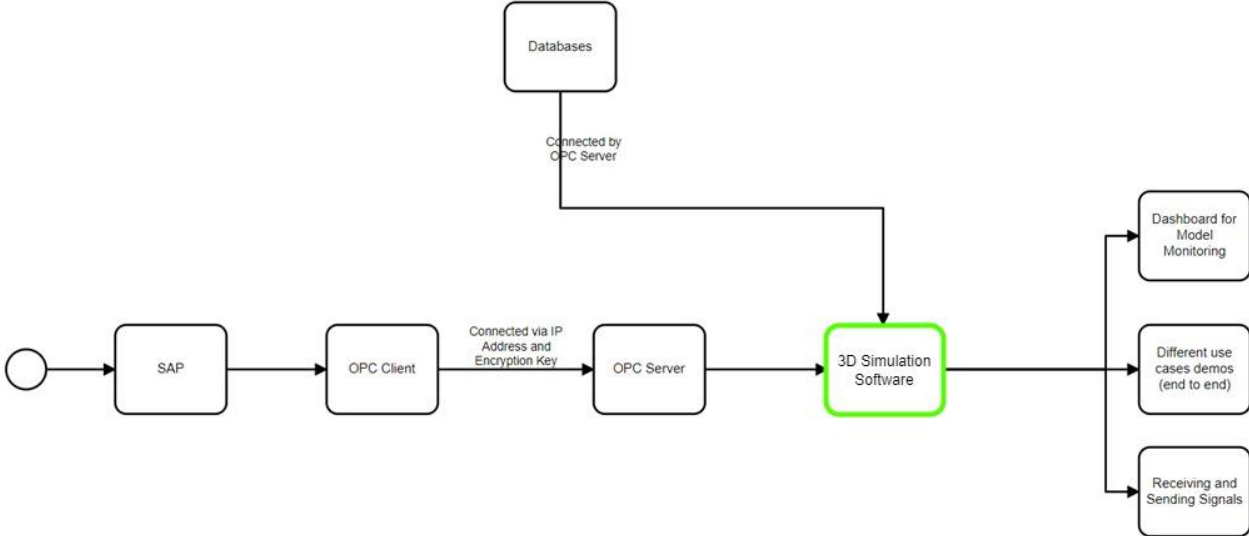 Databases
Connected by
OPC Server
Dashboard for
Model
Monitoring
SAP
OPC Client
Connected via IP
Address and
Encryption Key
OPC Server
3D Simulation
Software
Different use
cases demos
(end to end)
Receiving and
Sending Signals